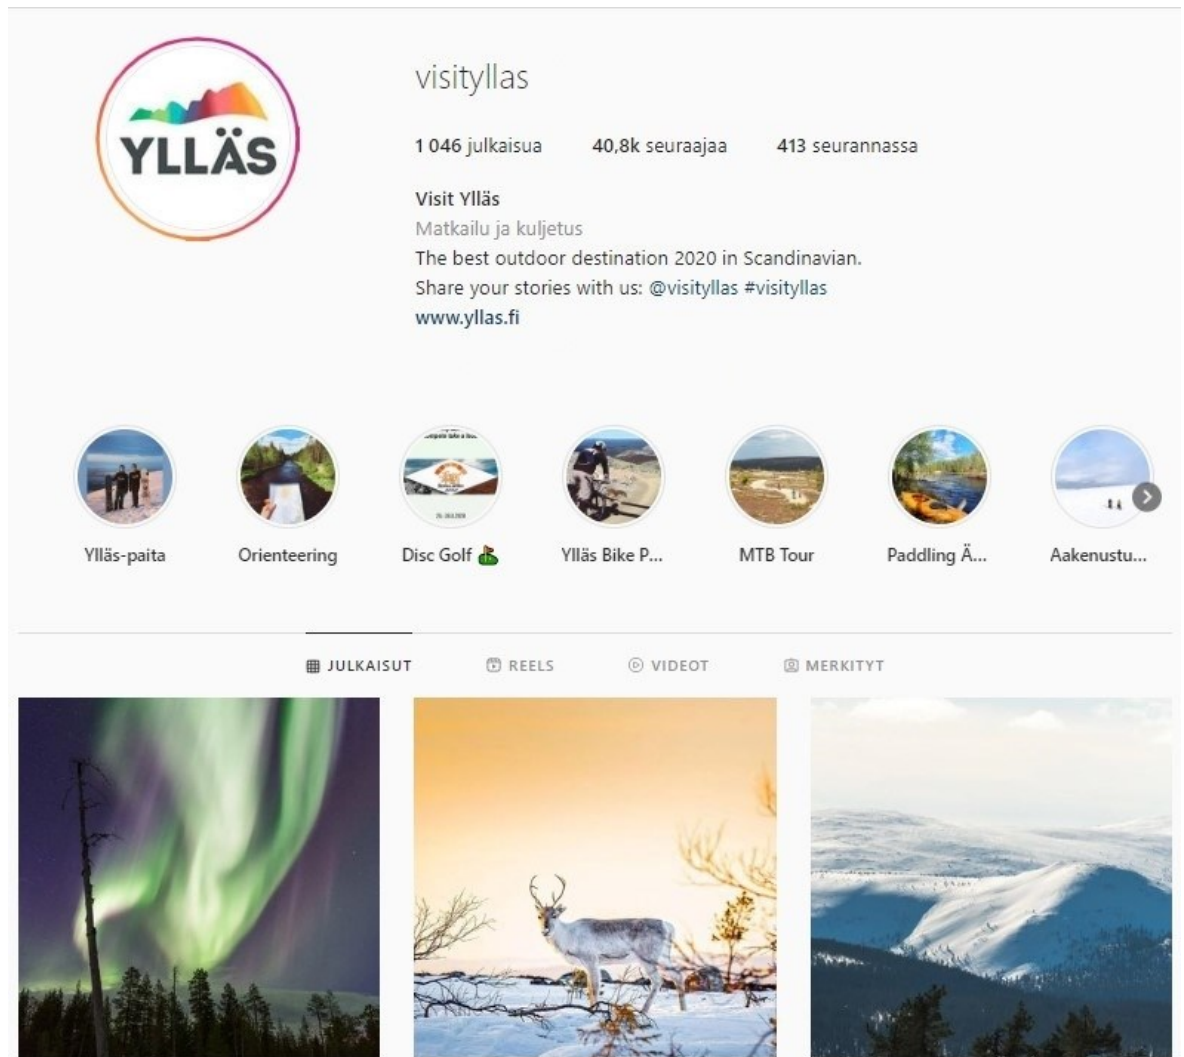 YLLÄS
visityllas
1 046 julkaisua 40,8k seuraajaa 413 seurannassa
Visit Ylläs
Matkailu ja kuljetus
The best outdoor destination 2020 in Scandinavian.
Share your stories with us: @visityllas #visityllas
www.yllas.fi
Ylläs-paita Orienteering Disc Golf ⛳ Ylläs Bike P... MTB Tour Paddling Ä... Aakenustu...
JULKAISUT REELS VIDEOT MERKITYT